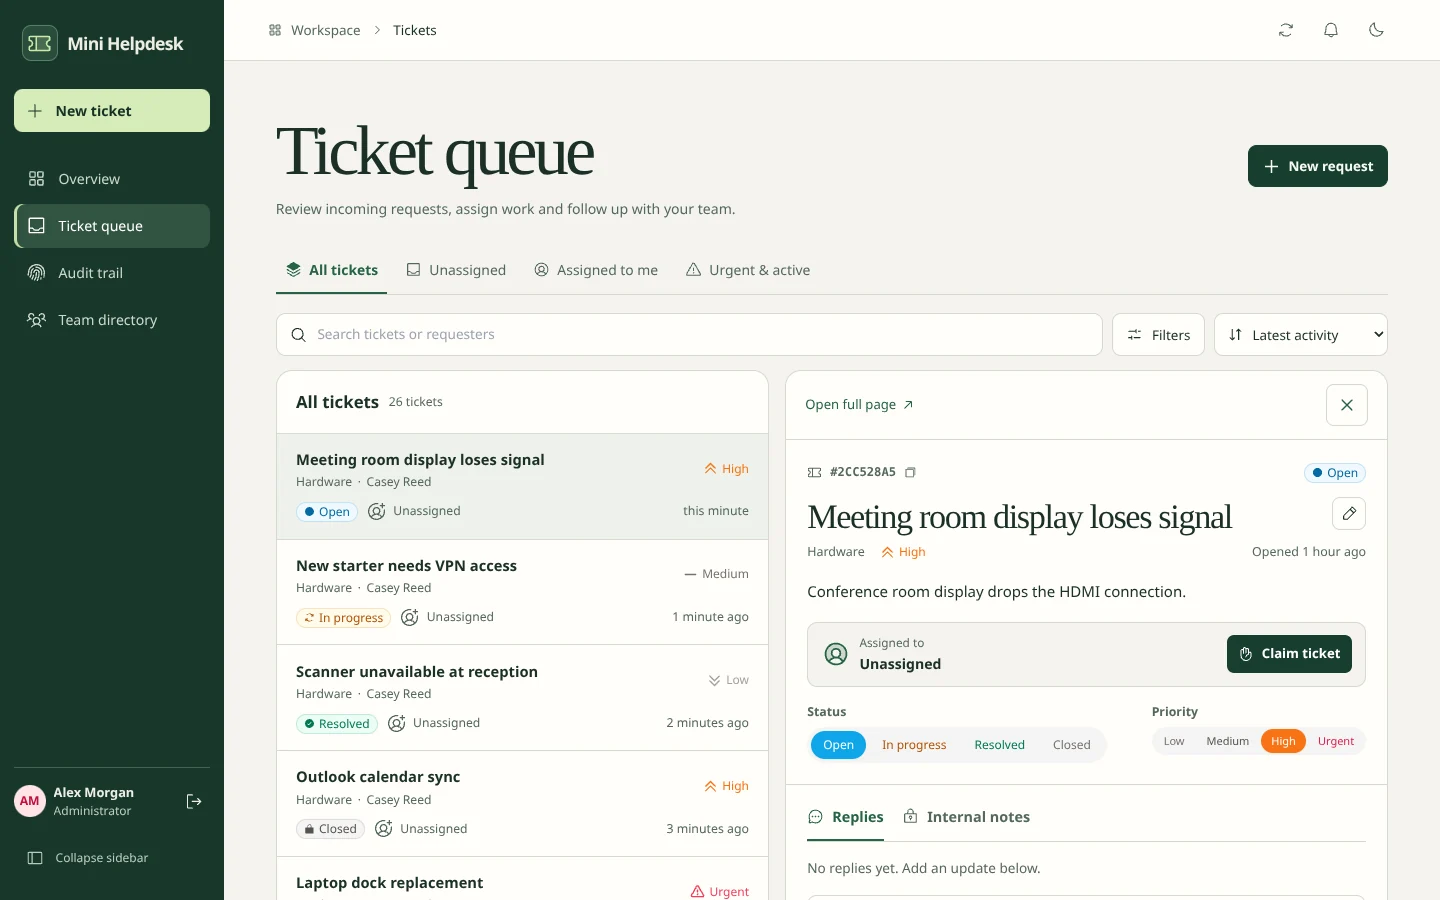 Mini Helpdesk
New ticket
Overview
Ticket queue
Audit trail
Team directory
Alex Morgan
AM
Administrator
Collapse sidebar
Workspace > Tickets
Ticket queue
Review incoming requests, assign work and follow up with your team.
New request
All tickets
Unassigned
Assigned to me
Urgent & active
Search tickets or requesters
Filters
Latest activity
All tickets 26 tickets
Meeting room display loses signal
High
Hardware · Casey Reed
Open
Unassigned
this minute
New starter needs VPN access
Medium
Hardware · Casey Reed
In progress
Unassigned
1 minute ago
Scanner unavailable at reception
Low
Hardware · Casey Reed
Resolved
Unassigned
2 minutes ago
Outlook calendar sync
High
Hardware · Casey Reed
Closed
Unassigned
3 minutes ago
Laptop dock replacement
Urgent
Open full page
#2CC528A5
Open
Meeting room display loses signal
Hardware
High
Opened 1 hour ago
Conference room display drops the HDMI connection.
Assigned to
Unassigned
Claim ticket
Status
Priority
Open
In progress
Resolved
Closed
Low
Medium
High
Urgent
Replies
Internal notes
No replies yet. Add an update below.